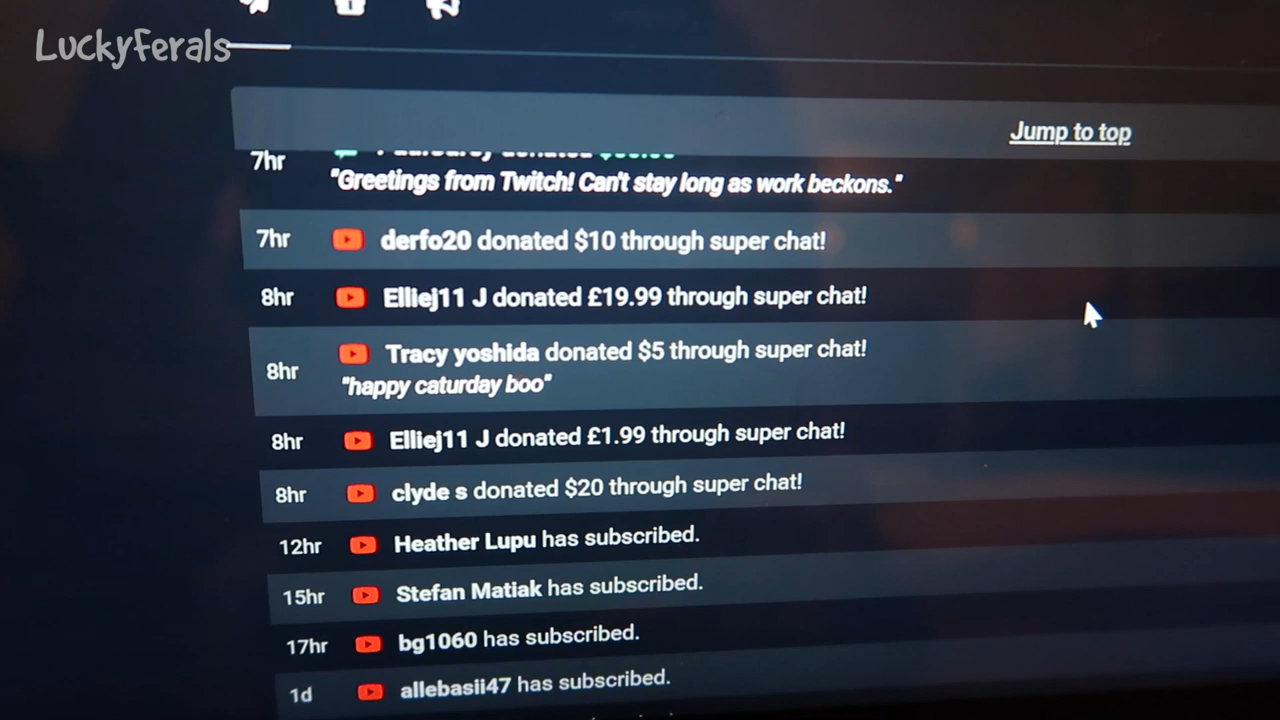 LuckyFerals
Jump to top
7hr
donated
"Greetings from Twitch! Can't stay long as work beckons."
7hr derfo20 donated $10 through super chat!
8hr Elliej11 J donated £19.99 through super chat!
8hr Tracy yoshida donated $5 through super chat!
"happy caturday boo"
8hr Elliej11 J donated £1.99 through super chat!
8hr clyde s donated $20 through super chat!
12hr Heather Lupu has subscribed.
15hr Stefan Matiak has subscribed.
17hr bg1060 has subscribed.
1d allebasii47 has subscribed.